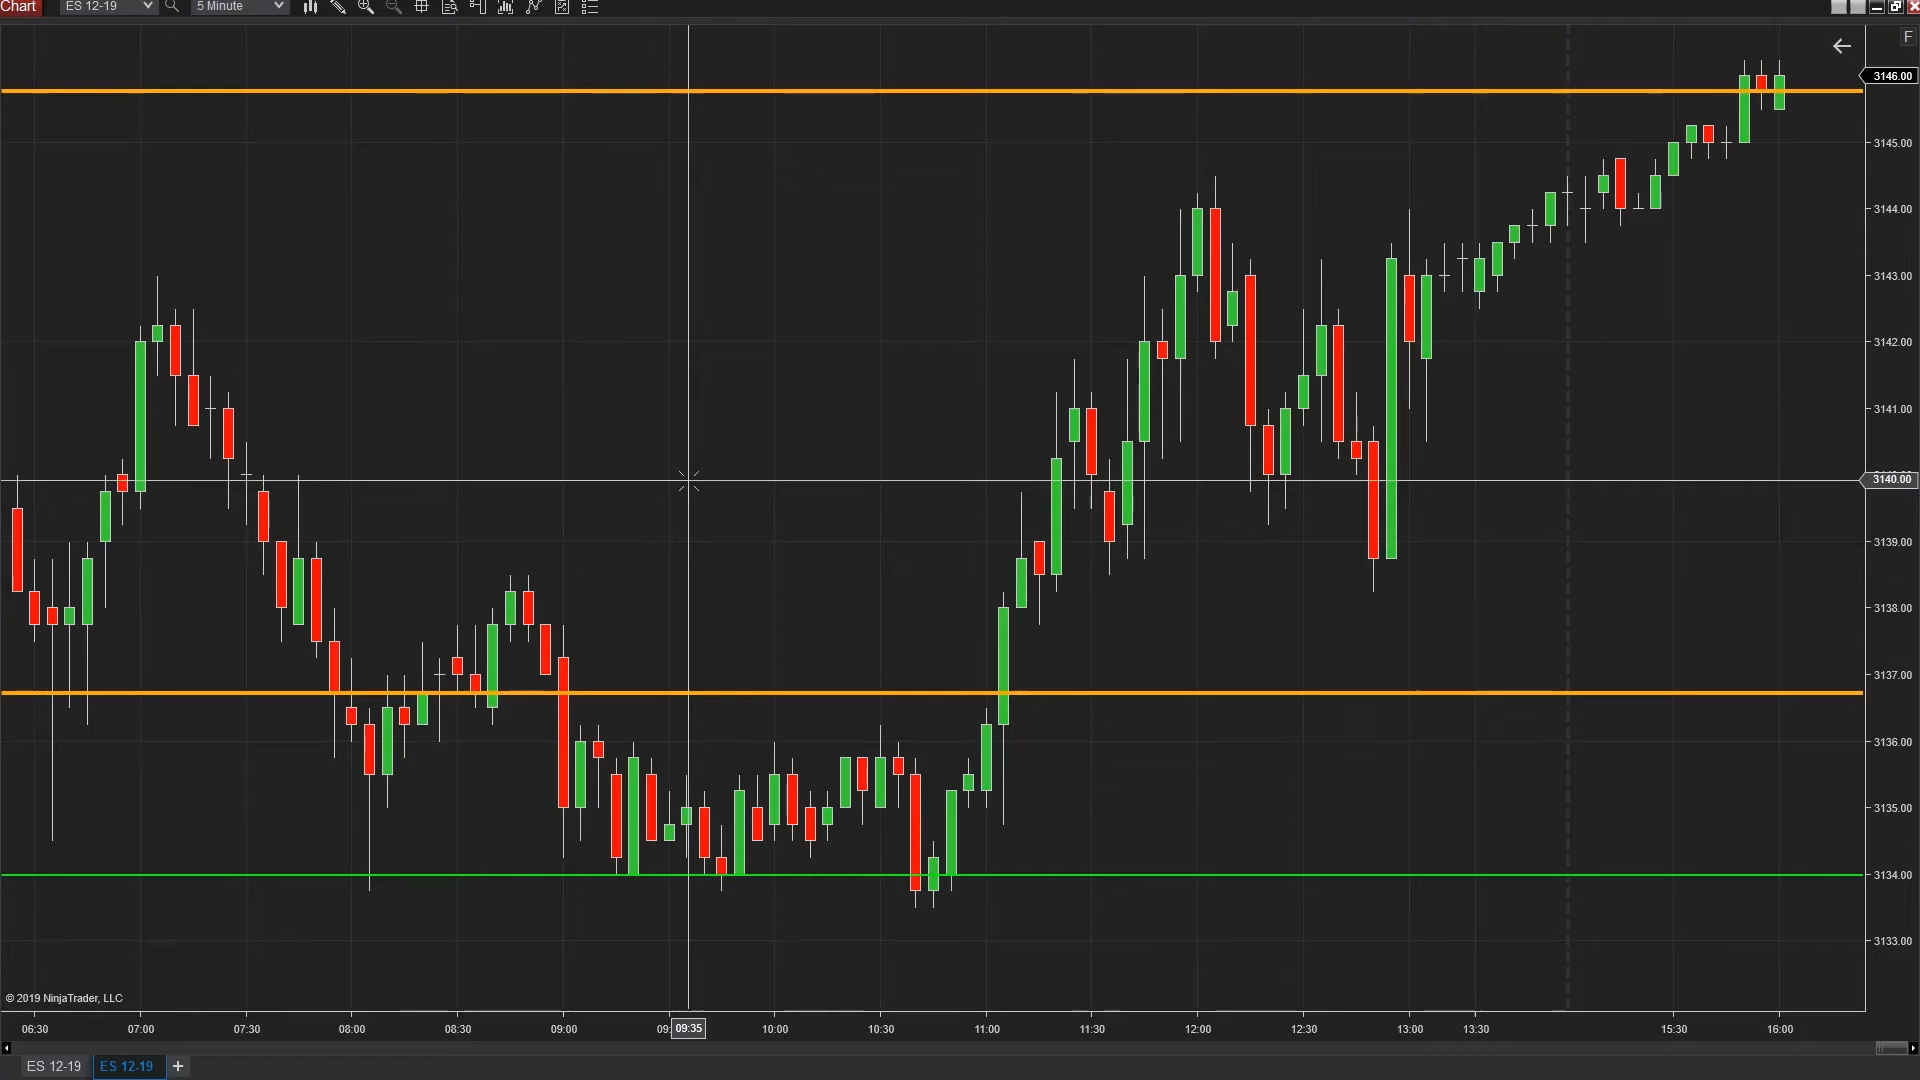 Chart ES 12-19 5 Minute
F
3146.00
3145.00
3144.00
3143.00
3142.00
3141.00
3140.00
3139.00
3138.00
3137.00
3136.00
3135.00
3134.00
3133.00
© 2019 NinjaTrader, LLC
06:30 07:00 07:30 08:00 08:30 09:00 09: 09:35 10:00 10:30 11:00 11:30 12:00 12:30 13:00 13:30 15:30 16:00
ES 12-19 ES 12-19 +